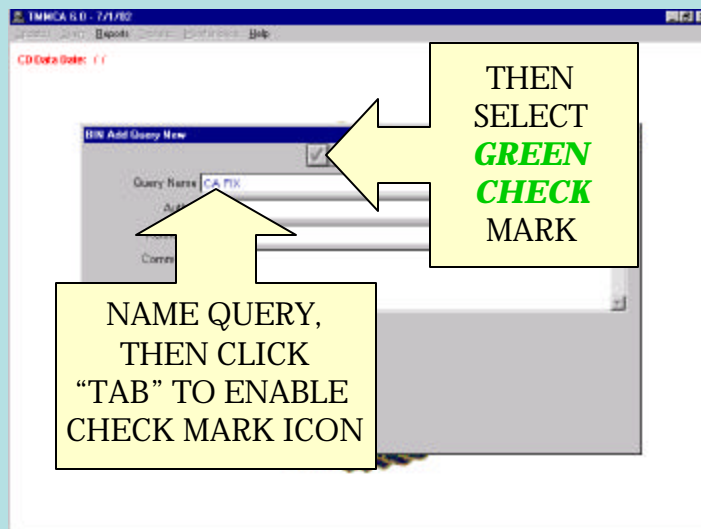 TMMCA 6.0 - 7/1/02
Reports Help
CD Data Date: / /
THEN
SELECT
GREEN
CHECK
MARK
BIN Add Query New
Query Name CA FIX
NAME QUERY,
THEN CLICK
“TAB” TO ENABLE
CHECK MARK ICON